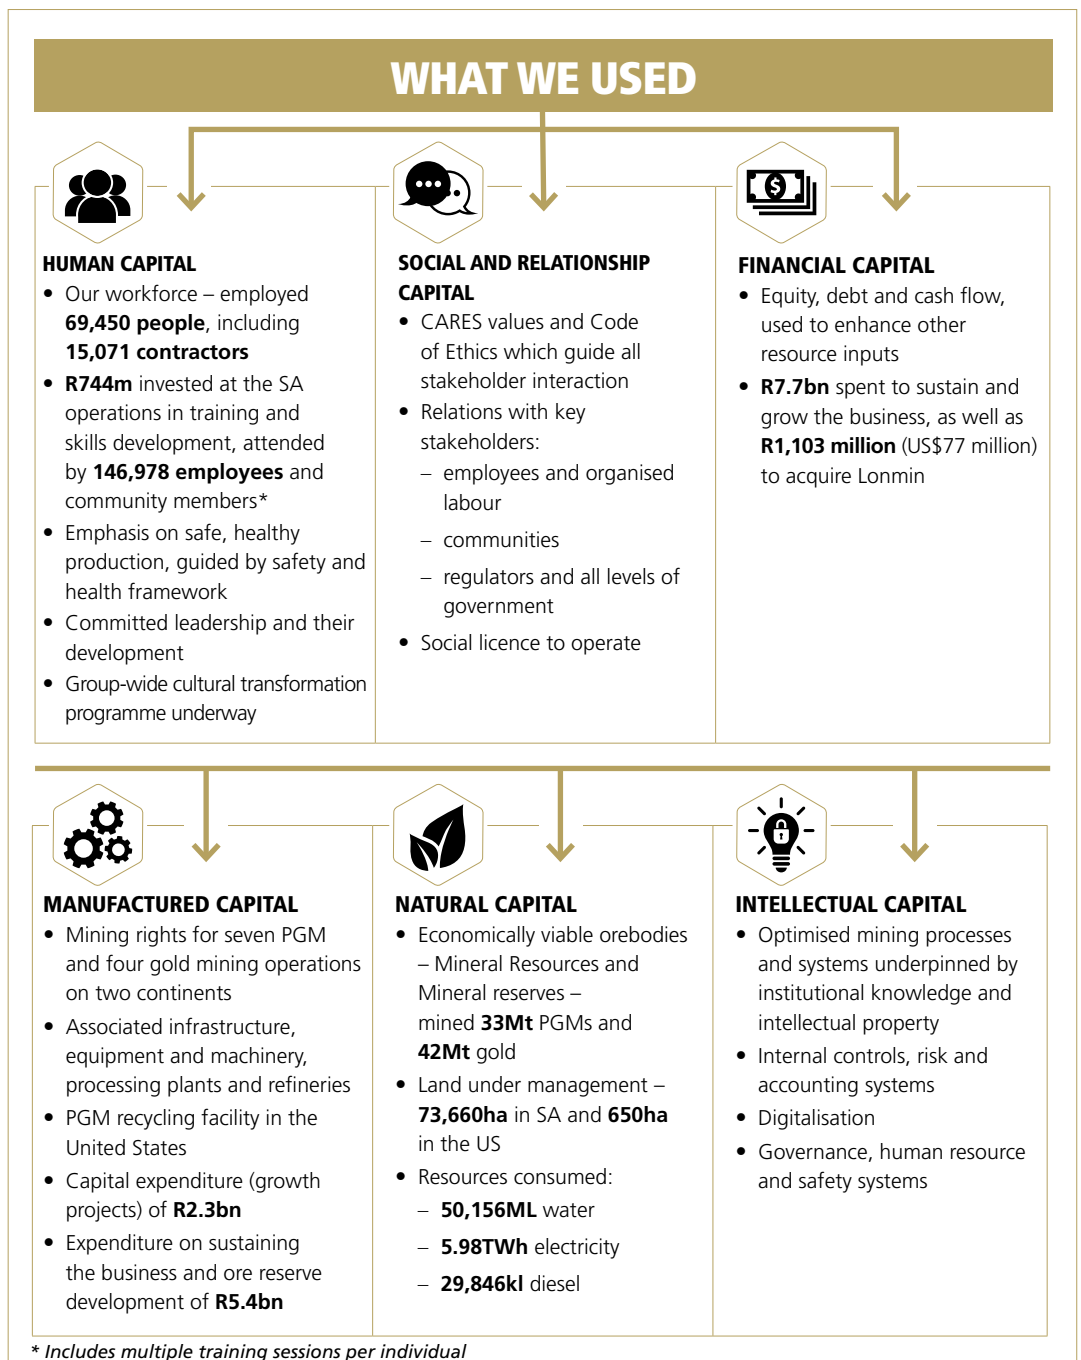 WHAT WE USED
HUMAN CAPITAL
• Our workforce – employed
69,450 people, including
15,071 contractors
• R744m invested at the SA
operations in training and
skills development, attended
by 146,978 employees and
community members*
• Emphasis on safe, healthy
production, guided by safety and
health framework
• Committed leadership and their
development
• Group-wide cultural transformation
programme underway
SOCIAL AND RELATIONSHIP
CAPITAL
• CARES values and Code
of Ethics which guide all
stakeholder interaction
• Relations with key
stakeholders:
– employees and organised
labour
– communities
– regulators and all levels of
government
• Social licence to operate
FINANCIAL CAPITAL
• Equity, debt and cash flow,
used to enhance other
resource inputs
• R7.7bn spent to sustain and
grow the business, as well as
R1,103 million (US$77 million)
to acquire Lonmin
MANUFACTURED CAPITAL
• Mining rights for seven PGM
and four gold mining operations
on two continents
• Associated infrastructure,
equipment and machinery,
processing plants and refineries
• PGM recycling facility in the
United States
• Capital expenditure (growth
projects) of R2.3bn
• Expenditure on sustaining
the business and ore reserve
development of R5.4bn
NATURAL CAPITAL
• Economically viable orebodies
– Mineral Resources and
Mineral reserves –
mined 33Mt PGMs and
42Mt gold
• Land under management –
73,660ha in SA and 650ha
in the US
• Resources consumed:
– 50,156ML water
– 5.98TWh electricity
– 29,846kl diesel
INTELLECTUAL CAPITAL
• Optimised mining processes
and systems underpinned by
institutional knowledge and
intellectual property
• Internal controls, risk and
accounting systems
• Digitalisation
• Governance, human resource
and safety systems
* Includes multiple training sessions per individual